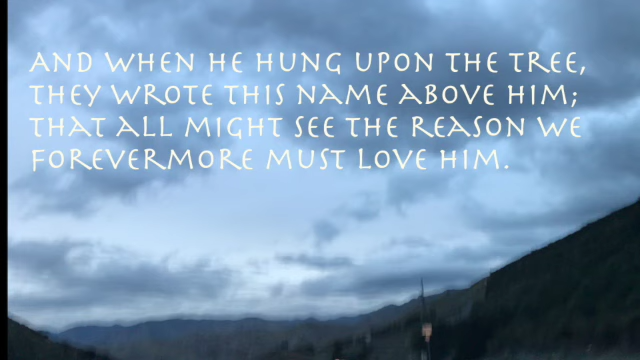 And when He hung upon the tree,
They wrote this name above Him;
That all might see the reason we
Forevermore must love Him.